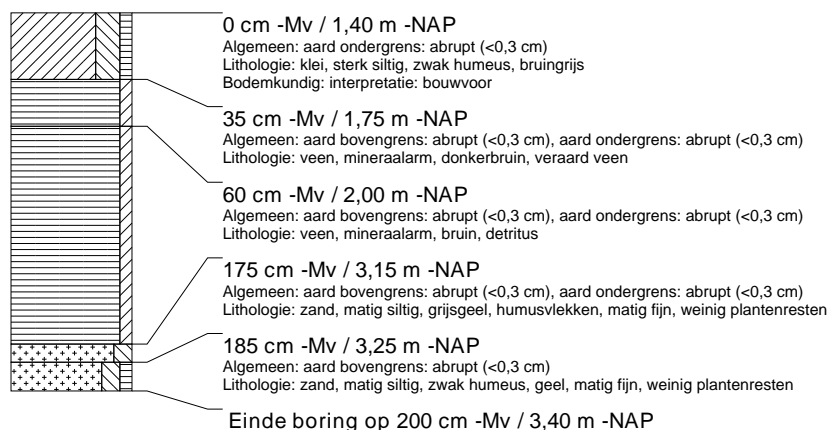 0 cm -Mv / 1,40 m -NAP
Algemeen: aard ondergrens: abrupt (<0,3 cm)
Lithologie: klei, sterk siltig, zwak humeus, bruingrijs
Bodemkundig: interpretatie: bouwvoor
35 cm -Mv / 1,75 m -NAP
Algemeen: aard bovengrens: abrupt (<0,3 cm), aard ondergrens: abrupt (<0,3 cm)
Lithologie: veen, mineraalarm, donkerbruin, veraard veen
60 cm -Mv / 2,00 m -NAP
Algemeen: aard bovengrens: abrupt (<0,3 cm), aard ondergrens: abrupt (<0,3 cm)
Lithologie: veen, mineraalarm, bruin, detritus
175 cm -Mv / 3,15 m -NAP
Algemeen: aard bovengrens: abrupt (<0,3 cm), aard ondergrens: abrupt (<0,3 cm)
Lithologie: zand, matig siltig, grijsgeel, humusvlekken, matig fijn, weinig plantenresten
185 cm -Mv / 3,25 m -NAP
Algemeen: aard bovengrens: abrupt (<0,3 cm)
Lithologie: zand, matig siltig, zwak humeus, geel, matig fijn, weinig plantenresten
Einde boring op 200 cm -Mv / 3,40 m -NAP